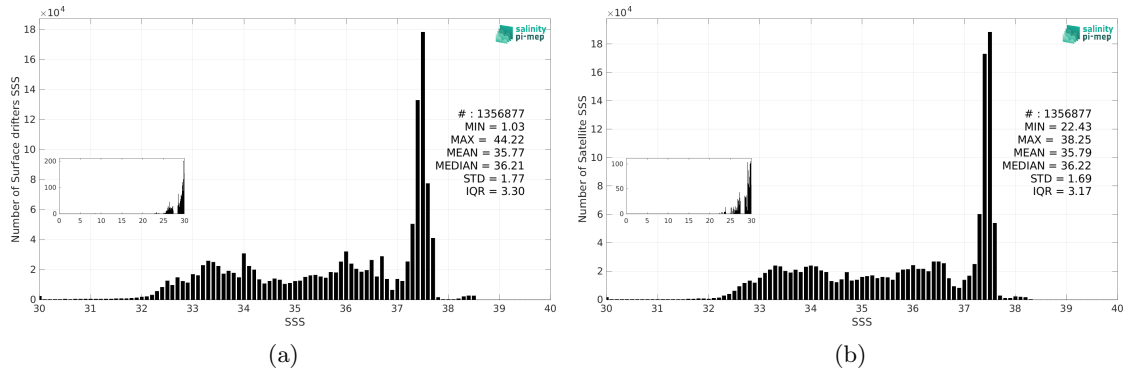 ×10⁴
18
16
14
12
10
8
6
4
2
0
30 31 32 33 34 35 36 37 38 39 40
SSS
Number of Surface drifters SSS
salinity
pi-mep
# : 1356877
MIN = 1.03
MAX = 44.22
MEAN = 35.77
MEDIAN = 36.21
STD = 1.77
IQR = 3.30
200
100
0
0 5 10 15 20 25 30
(a)
×10⁴
20
18
16
14
12
10
8
6
4
2
0
30 31 32 33 34 35 36 37 38 39 40
SSS
Number of Satellite SSS
salinity
pi-mep
# : 1356877
MIN = 22.43
MAX = 38.25
MEAN = 35.79
MEDIAN = 36.22
STD = 1.69
IQR = 3.17
100
50
0
0 5 10 15 20 25 30
(b)